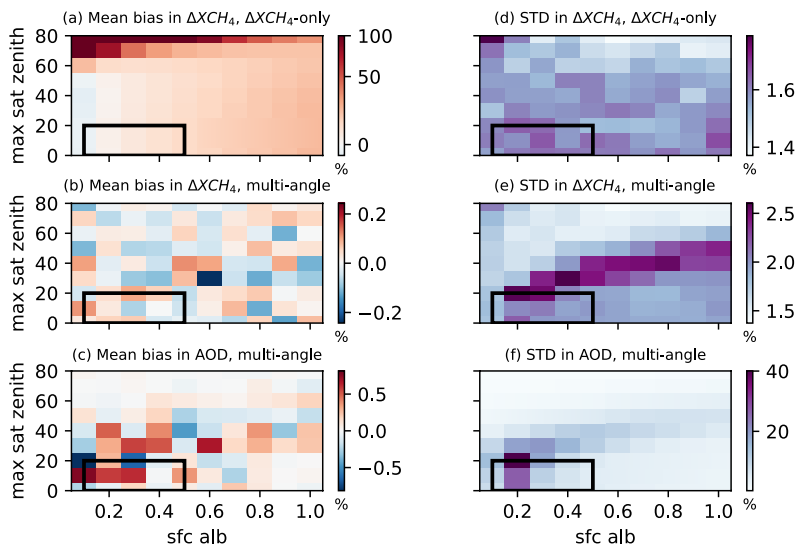 (a) Mean bias in ΔXCH4, ΔXCH4-only
80
60
40
20
0
max sat zenith
100
50
0
%
(d) STD in ΔXCH4, ΔXCH4-only
1.6
1.4
%
(b) Mean bias in ΔXCH4, multi-angle
80
60
40
20
0
max sat zenith
0.2
0.0
−0.2
%
(e) STD in ΔXCH4, multi-angle
2.5
2.0
1.5
%
(c) Mean bias in AOD, multi-angle
80
60
40
20
0
max sat zenith
0.2 0.4 0.6 0.8 1.0
sfc alb
0.5
0.0
−0.5
%
(f) STD in AOD, multi-angle
0.2 0.4 0.6 0.8 1.0
sfc alb
40
20
%